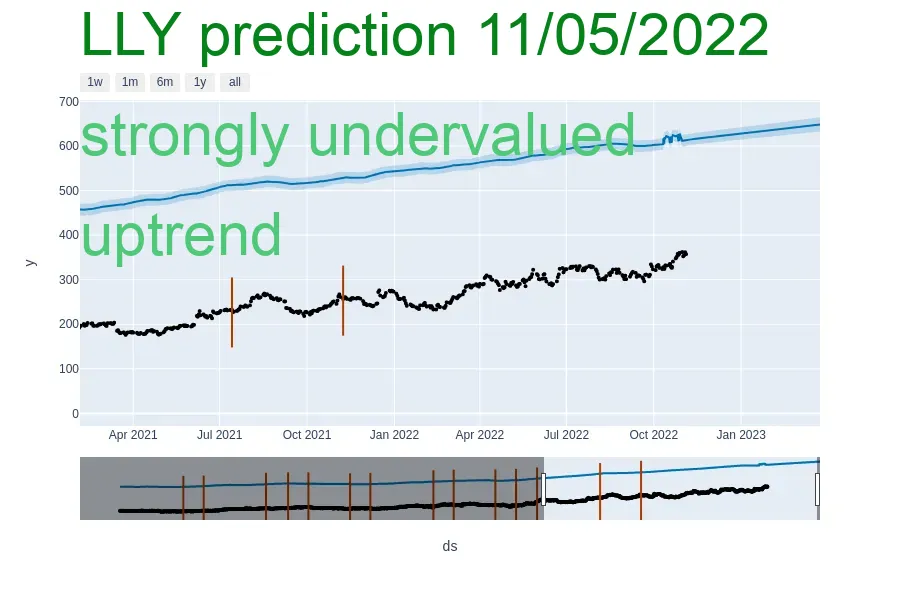 LLY prediction 11/05/2022
1w 1m 6m 1y all
700
strongly undervalued
600
500
400
uptrend
y
300
200
100
0
Apr 2021 Jul 2021 Oct 2021 Jan 2022 Apr 2022 Jul 2022 Oct 2022 Jan 2023
ds